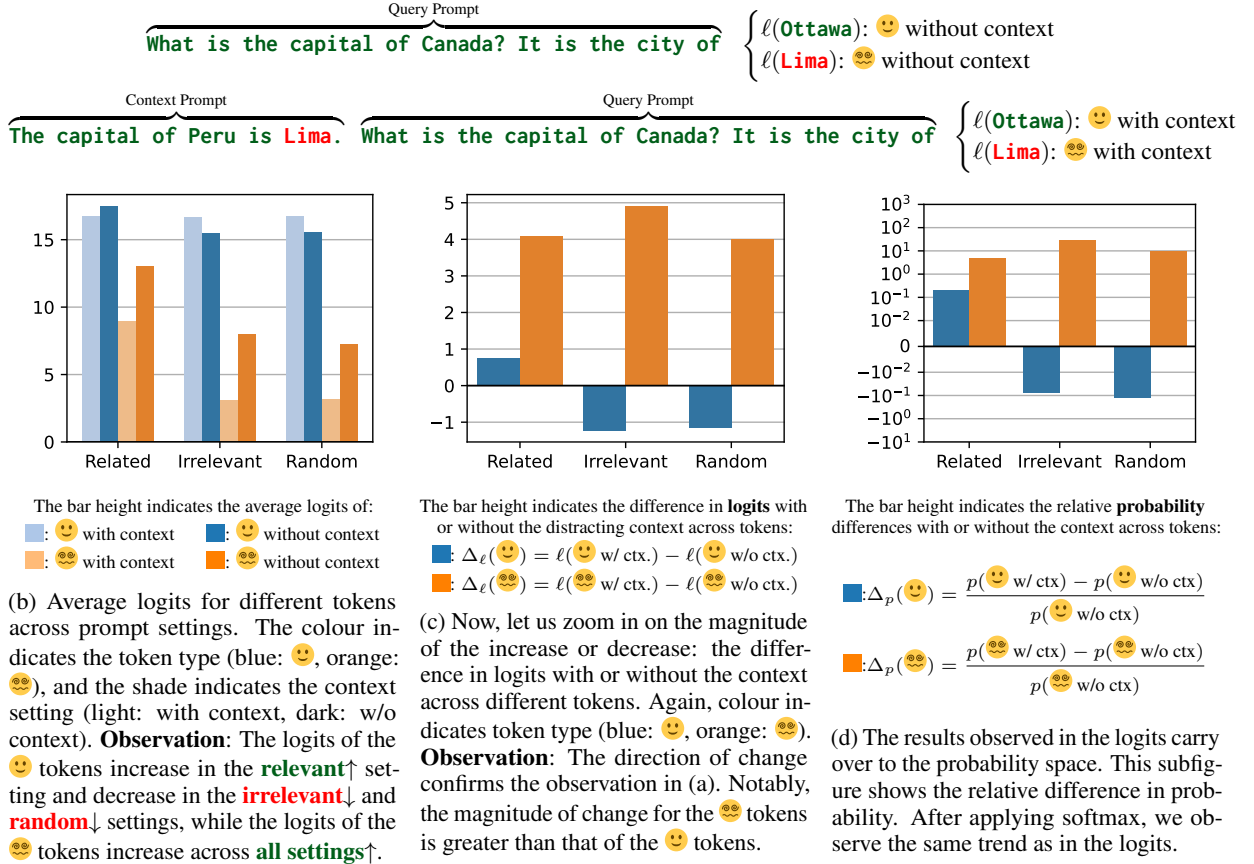 Query Prompt
What is the capital of Canada? It is the city of
ℓ(Ottawa): 🙂 without context
ℓ(Lima): 😵‍💫 without context
Context Prompt
Query Prompt
The capital of Peru is Lima. What is the capital of Canada? It is the city of
ℓ(Ottawa): 🙂 with context
ℓ(Lima): 😵‍💫 with context
15
10
5
0
Related Irrelevant Random
The bar height indicates the average logits of:
: 🙂 with context : 🙂 without context
: 😵‍💫 with context : 😵‍💫 without context
(b) Average logits for different tokens
across prompt settings. The colour in-
dicates the token type (blue: 🙂, orange:
😵‍💫), and the shade indicates the context
setting (light: with context, dark: w/o
context). Observation: The logits of the
🙂 tokens increase in the relevant↑ set-
ting and decrease in the irrelevant↓ and
random↓ settings, while the logits of the
😵‍💫 tokens increase across all settings↑.
5
4
3
2
1
0
−1
Related Irrelevant Random
The bar height indicates the difference in logits with
or without the distracting context across tokens:
: Δℓ(🙂) = ℓ(🙂 w/ ctx.) − ℓ(🙂 w/o ctx.)
: Δℓ(😵‍💫) = ℓ(😵‍💫 w/ ctx.) − ℓ(😵‍💫 w/o ctx.)
(c) Now, let us zoom in on the magnitude
of the increase or decrease: the differ-
ence in logits with or without the context
across different tokens. Again, colour in-
dicates token type (blue: 🙂, orange: 😵‍💫).
Observation: The direction of change
confirms the observation in (a). Notably,
the magnitude of change for the 😵‍💫 tokens
is greater than that of the 🙂 tokens.
10³
10¹
10⁰
10⁻¹
10⁻²
0
−10⁻²
−10⁻¹
−10⁰
−10¹
Related Irrelevant Random
The bar height indicates the relative probability
differences with or without the context across tokens:
p(🙂 w/ ctx) − p(🙂 w/o ctx)
:Δp(🙂) =
p(🙂 w/o ctx)
p(😵‍💫 w/ ctx) − p(😵‍💫 w/o ctx)
:Δp(😵‍💫) =
p(😵‍💫 w/o ctx)
(d) The results observed in the logits carry
over to the probability space. This subfig-
ure shows the relative difference in prob-
ability. After applying softmax, we ob-
serve the same trend as in the logits.